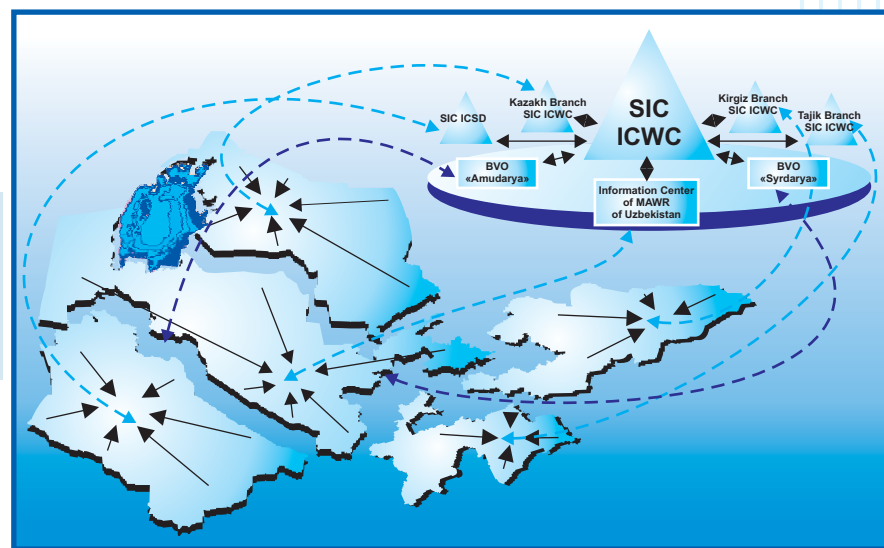 SIC ICSD
Kazakh Branch
SIC ICWC
SIC
ICWC
Kirgiz Branch
SIC ICWC
Tajik Branch
SIC ICWC
BVO
«Amudarya»
Information Center
of MAWR
of Uzbekistan
BVO
«Syrdarya»